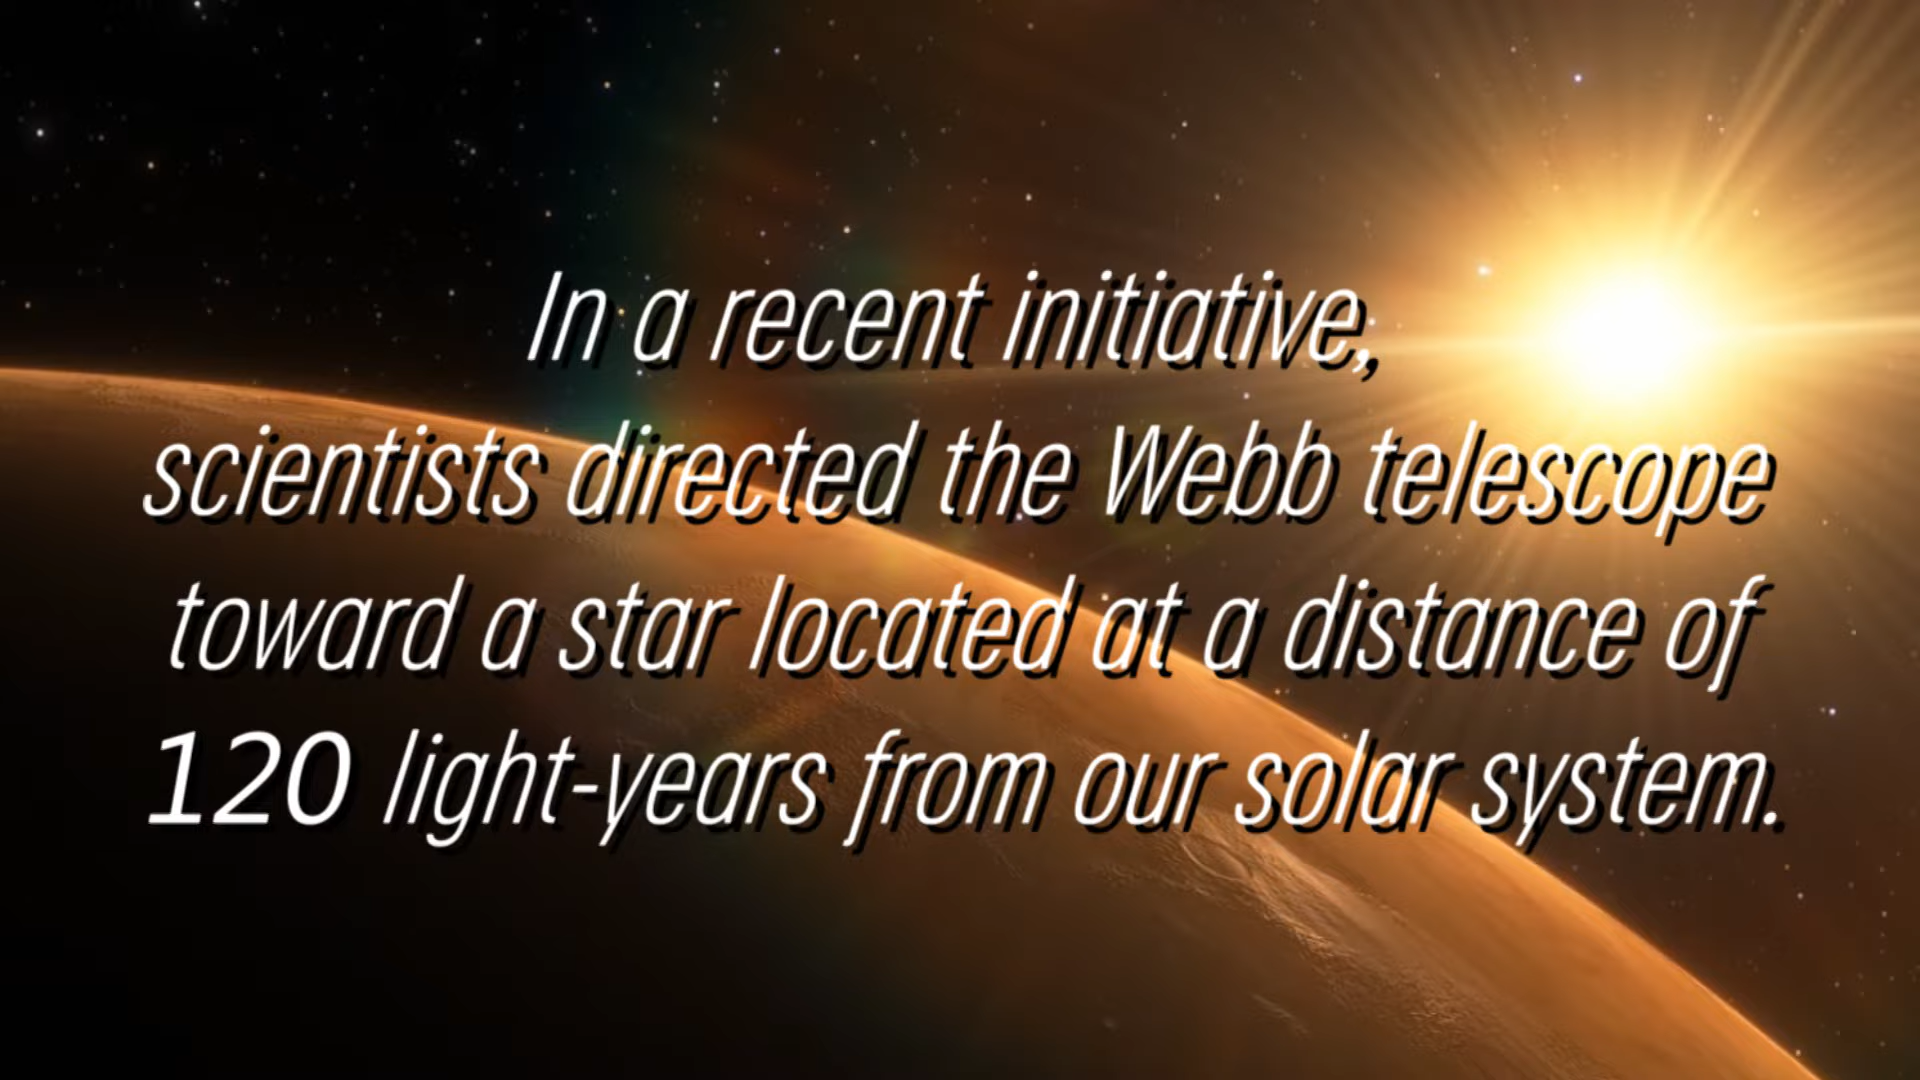 In a recent initiative,
scientists directed the Webb telescope
toward a star located at a distance of
120 light-years from our solar system.